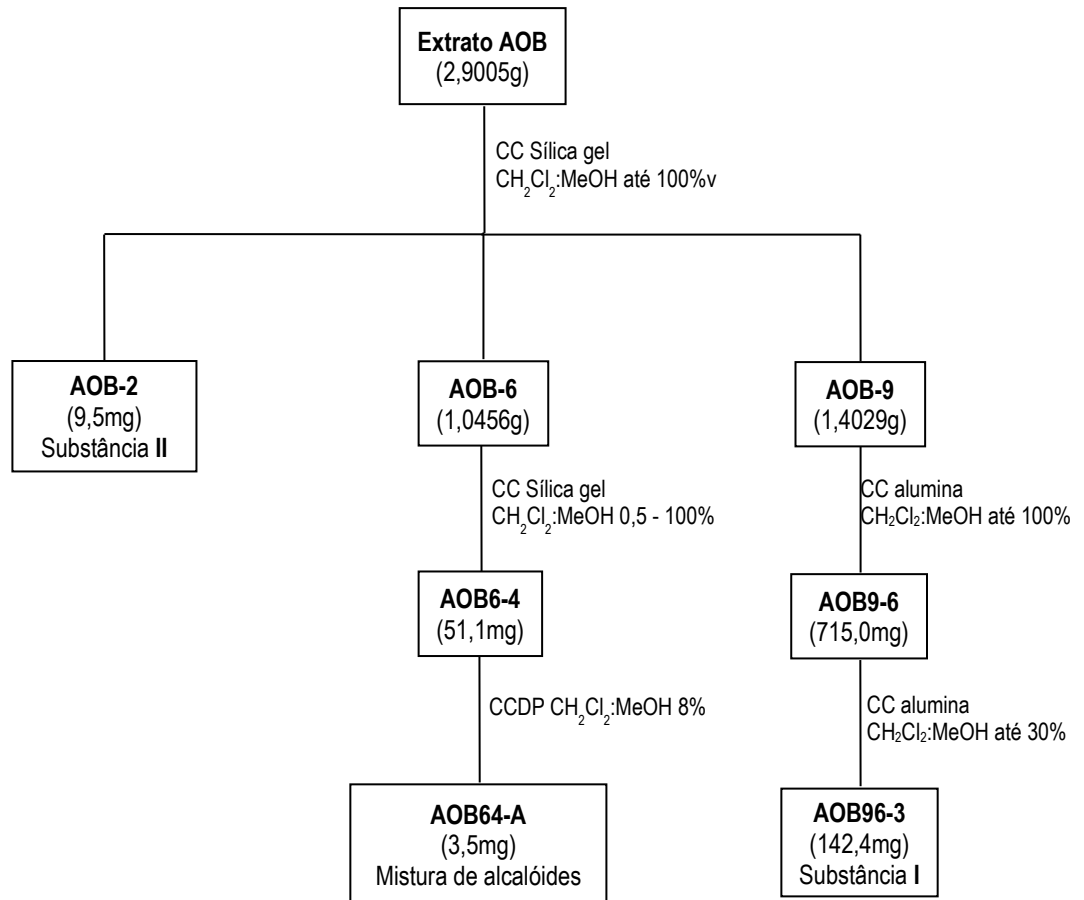 Extrato AOB
(2,9005g)
CC Sílica gel
CH₂Cl₂:MeOH até 100%v
AOB-2
(9,5mg)
Substância II
AOB-6
(1,0456g)
AOB-9
(1,4029g)
CC Sílica gel
CH₂Cl₂:MeOH 0,5 - 100%
CC alumina
CH₂Cl₂:MeOH até 100%
AOB6-4
(51,1mg)
AOB9-6
(715,0mg)
CCDP CH₂Cl₂:MeOH 8%
CC alumina
CH₂Cl₂:MeOH até 30%
AOB64-A
(3,5mg)
Mistura de alcalóides
AOB96-3
(142,4mg)
Substância I